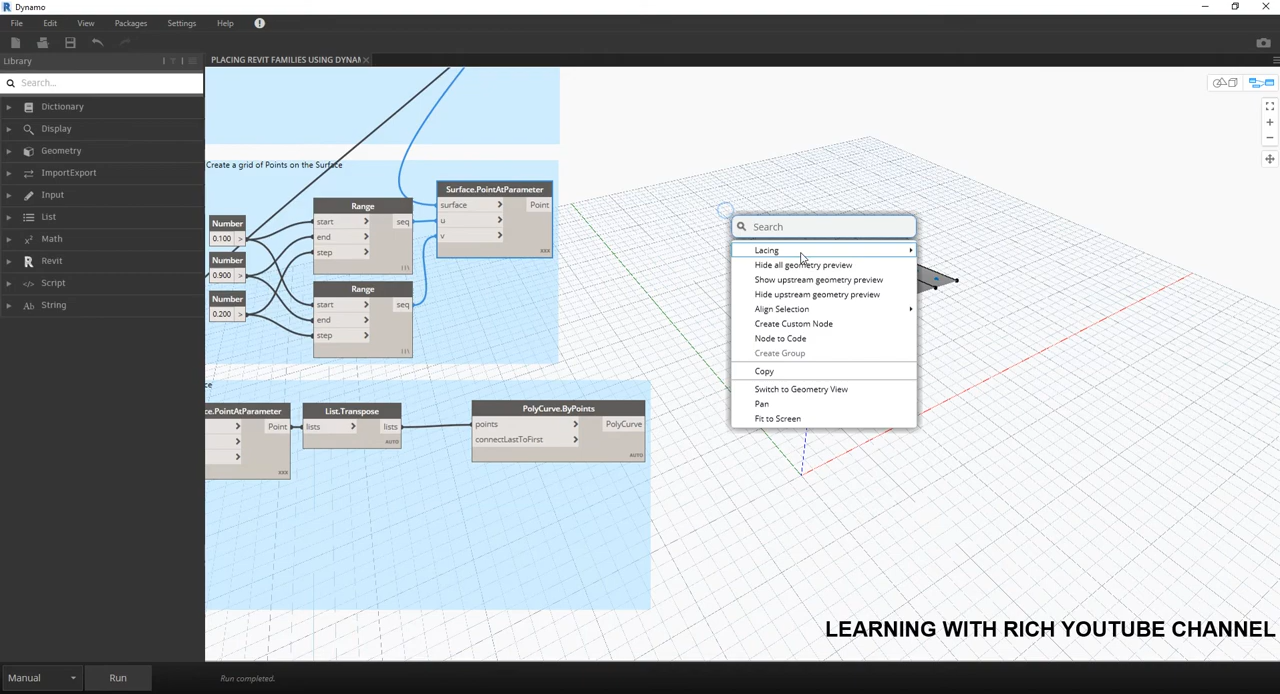 Dynamo
File Edit View Packages Settings Help
Library
PLACING REVIT FAMILIES USING DYNAM
Search...
Dictionary
Display
Geometry
ImportExport
Input
List
Math
Revit
Script
String
Create a grid of Points on the Surface
Number
0.100 >
Number
0.900 >
Number
0.200 >
Range
start > seq
end >
step >
Range
start > seq
end >
step >
Surface.PointAtParameter
surface > Point
u >
v >
XXX
ce
ce.PointAtParameter
> Point
>
>
XXX
List.Transpose
lists > lists
AUTO
PolyCurve.ByPoints
points > PolyCurve
connectLastToFirst >
AUTO
Search
Lacing
Hide all geometry preview
Show upstream geometry preview
Hide upstream geometry preview
Align Selection
Create Custom Node
Node to Code
Create Group
Copy
Switch to Geometry View
Pan
Fit to Screen
LEARNING WITH RICH YOUTUBE CHANNEL
Manual Run Run completed.